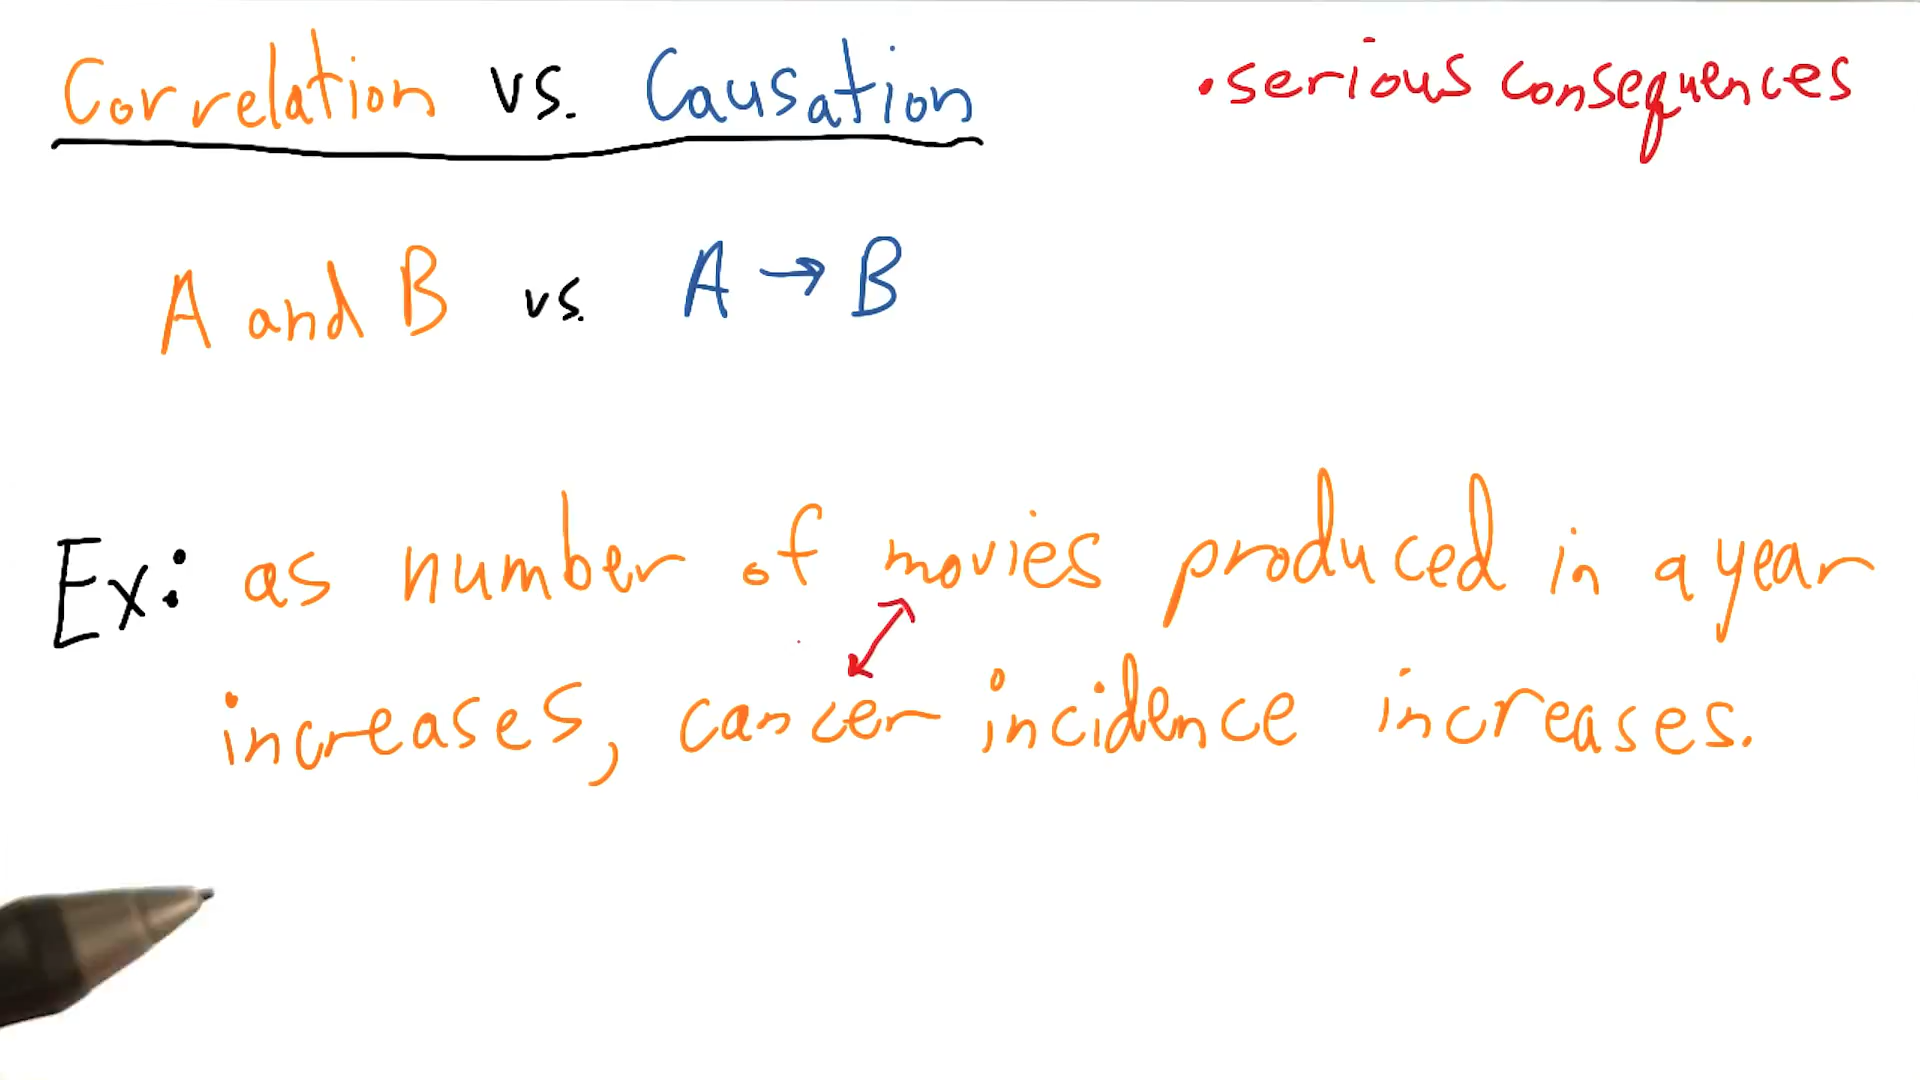 Correlation vs. Causation
• serious consequences
A and B vs. A → B
Ex: as number of movies produced in a year
increases, cancer incidence increases.